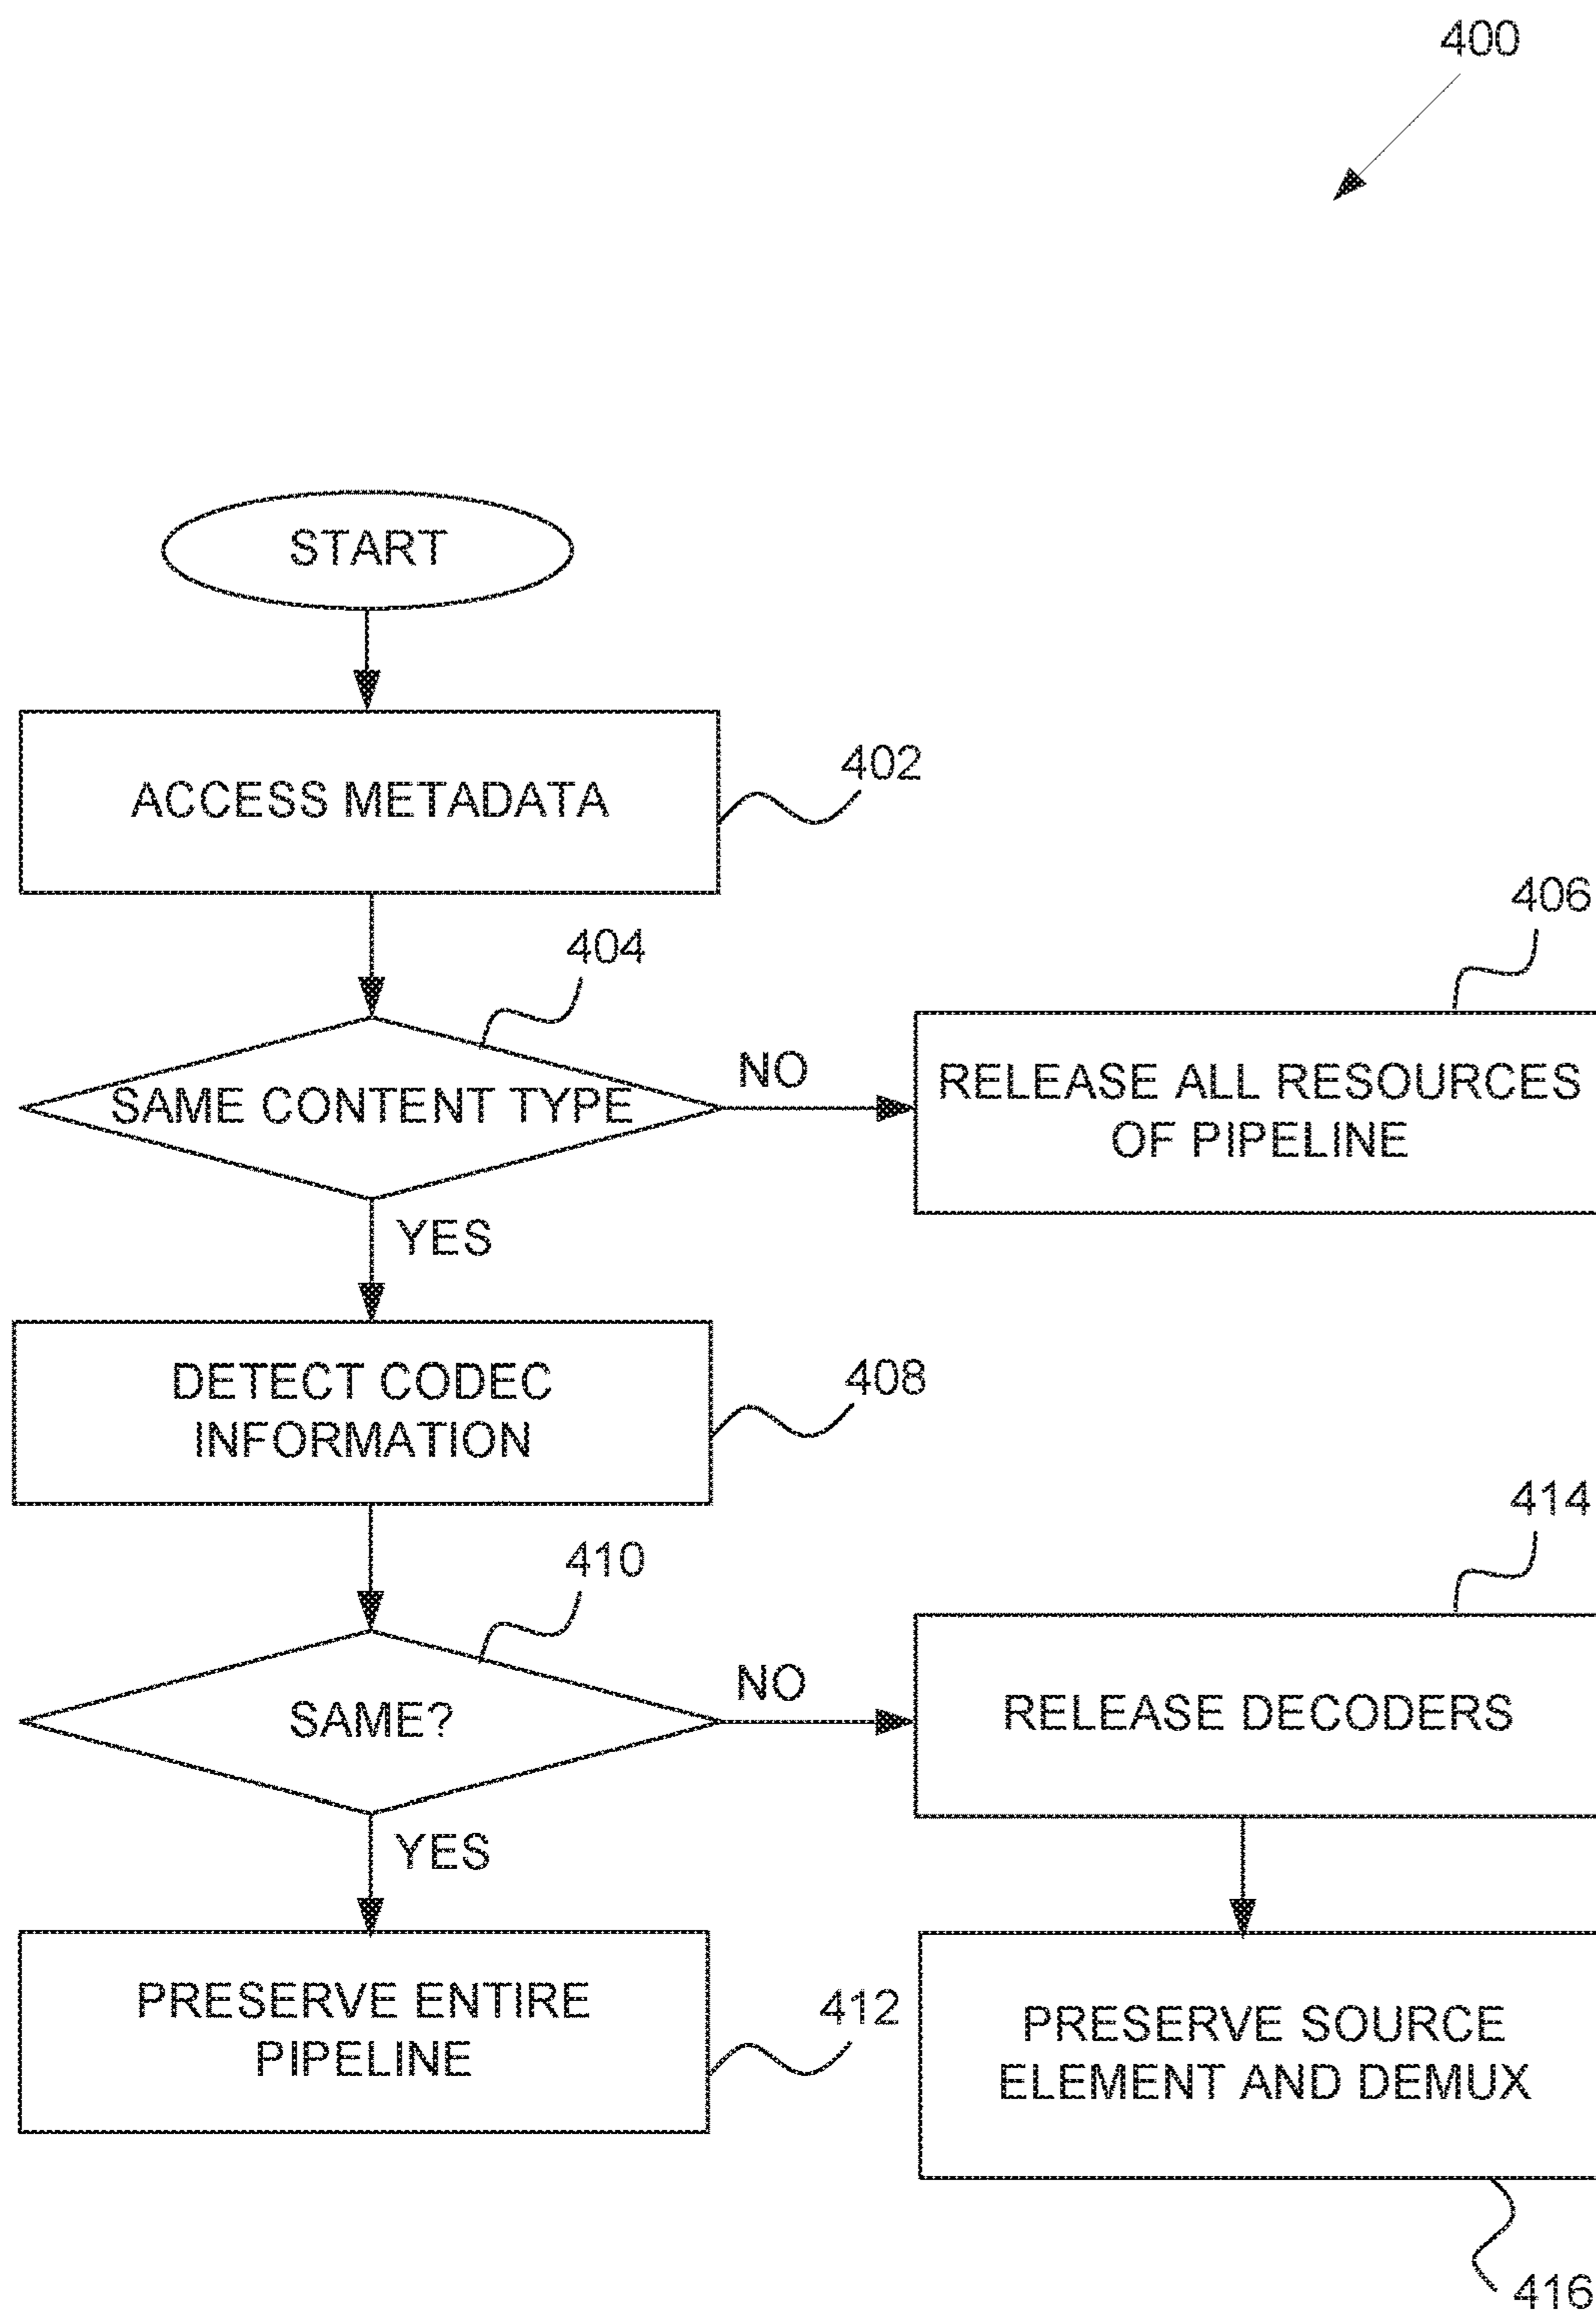 400
START
ACCESS METADATA
402
404
406
SAME CONTENT TYPE
NO
RELEASE ALL RESOURCES
OF PIPELINE
YES
DETECT CODEC
INFORMATION
408
410
414
SAME?
NO
RELEASE DECODERS
YES
PRESERVE ENTIRE
PIPELINE
412
PRESERVE SOURCE
ELEMENT AND DEMUX
416